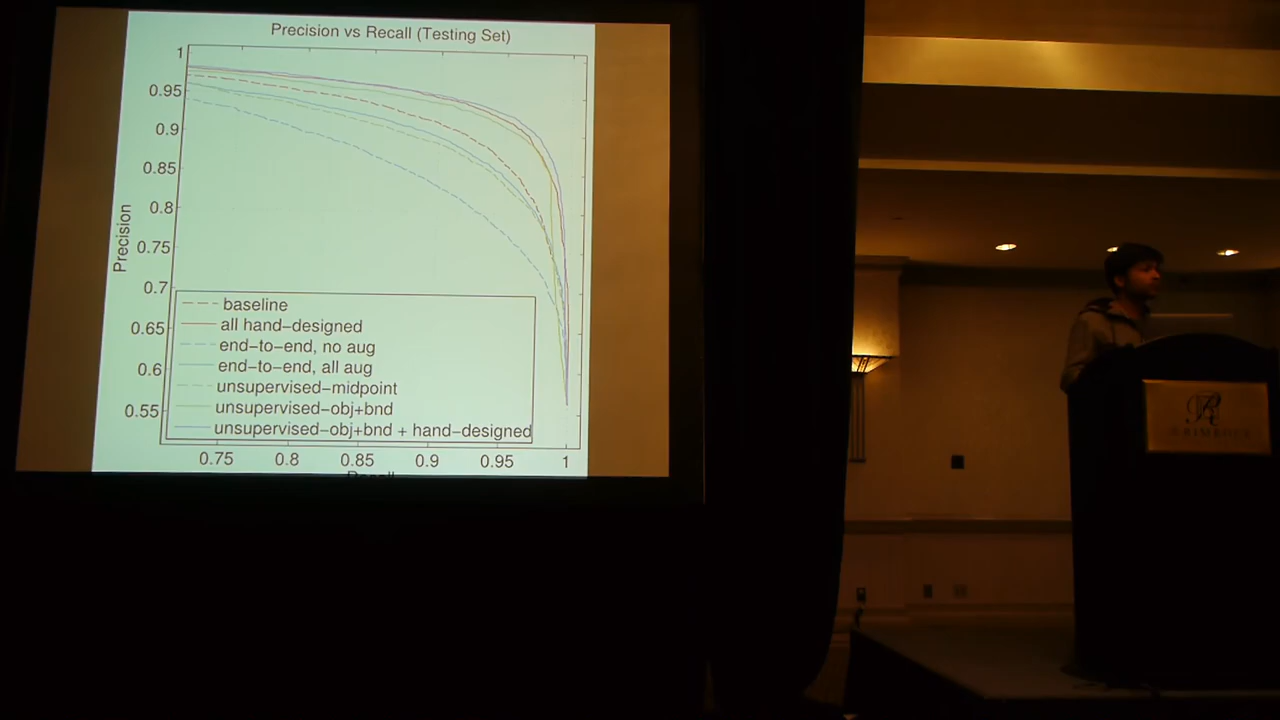 Precision vs Recall (Testing Set)
1
0.95
0.9
0.85
0.8
0.75
0.7
0.65
0.6
0.55
Precision
baseline
all hand-designed
end-to-end, no aug
end-to-end, all aug
unsupervised-midpoint
unsupervised-obj+bnd
unsupervised-obj+bnd + hand-designed
0.75 0.8 0.85 0.9 0.95 1
Recall